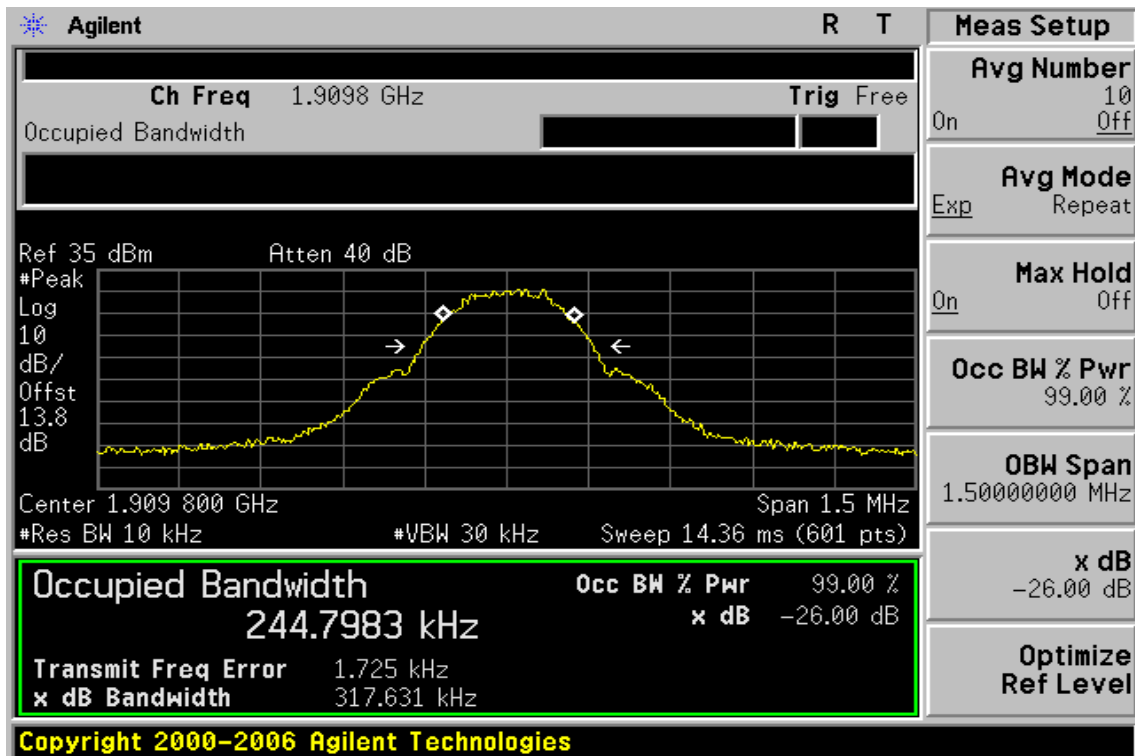 Agilent R T
Ch Freq 1.9098 GHz Trig Free
Occupied Bandwidth
Ref 35 dBm Atten 40 dB
#Peak
Log
10
dB/
Offst
13.8
dB
Center 1.909 800 GHz Span 1.5 MHz
#Res BW 10 kHz #VBW 30 kHz Sweep 14.36 ms (601 pts)
Occupied Bandwidth
244.7983 kHz
Occ BW % Pwr 99.00 %
x dB -26.00 dB
Transmit Freq Error 1.725 kHz
x dB Bandwidth 317.631 kHz
Copyright 2000-2006 Agilent Technologies
Meas Setup
Avg Number
10
On Off
Avg Mode
Exp Repeat
Max Hold
On Off
Occ BW % Pwr
99.00 %
OBW Span
1.50000000 MHz
x dB
-26.00 dB
Optimize
Ref Level